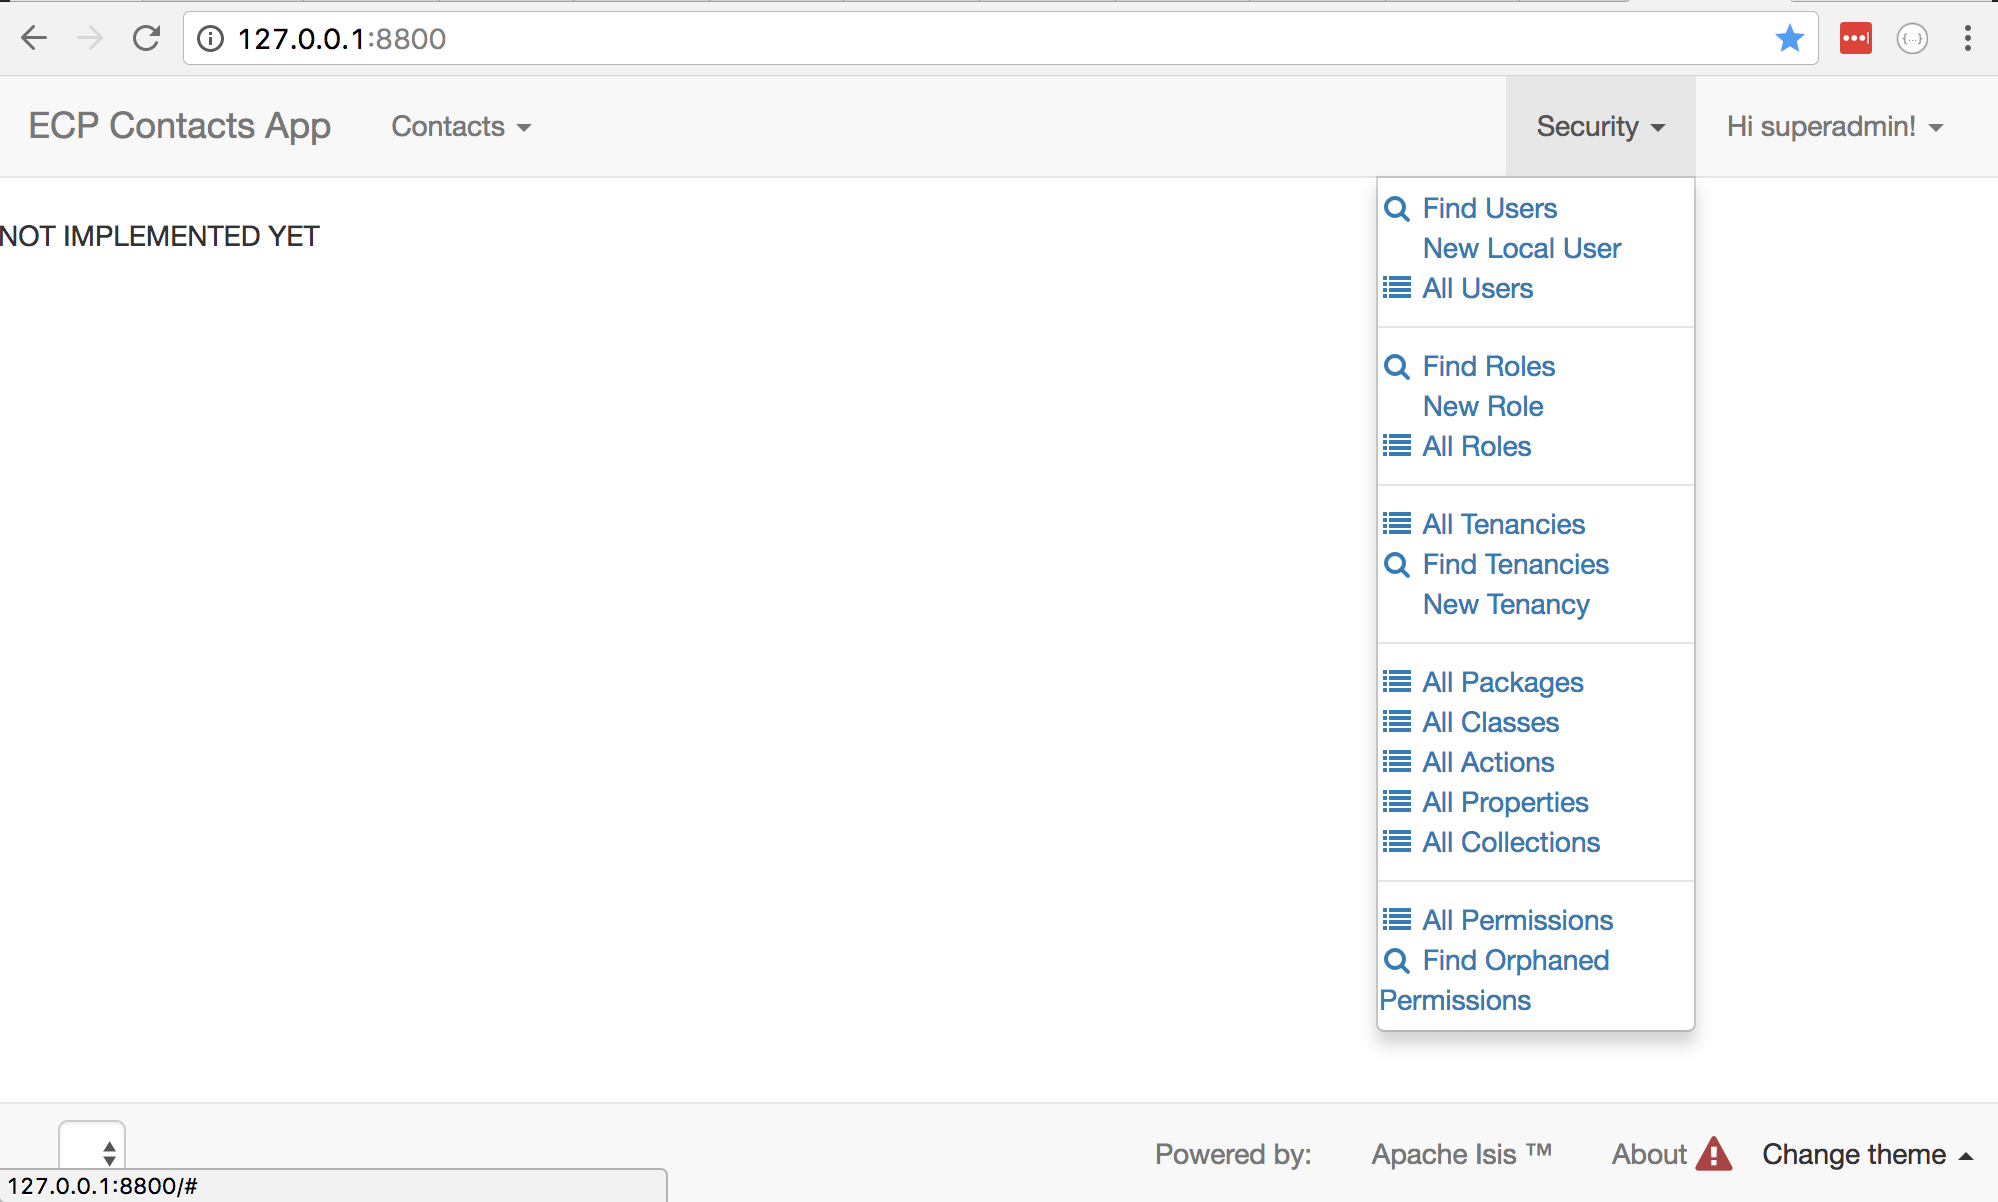 127.0.0.1:8800
ECP Contacts App
Contacts
Security
Hi superadmin!
NOT IMPLEMENTED YET
Find Users
New Local User
All Users
Find Roles
New Role
All Roles
All Tenancies
Find Tenancies
New Tenancy
All Packages
All Classes
All Actions
All Properties
All Collections
All Permissions
Find Orphaned
Permissions
Powered by:
Apache Isis ™
About
Change theme
127.0.0.1:8800/#